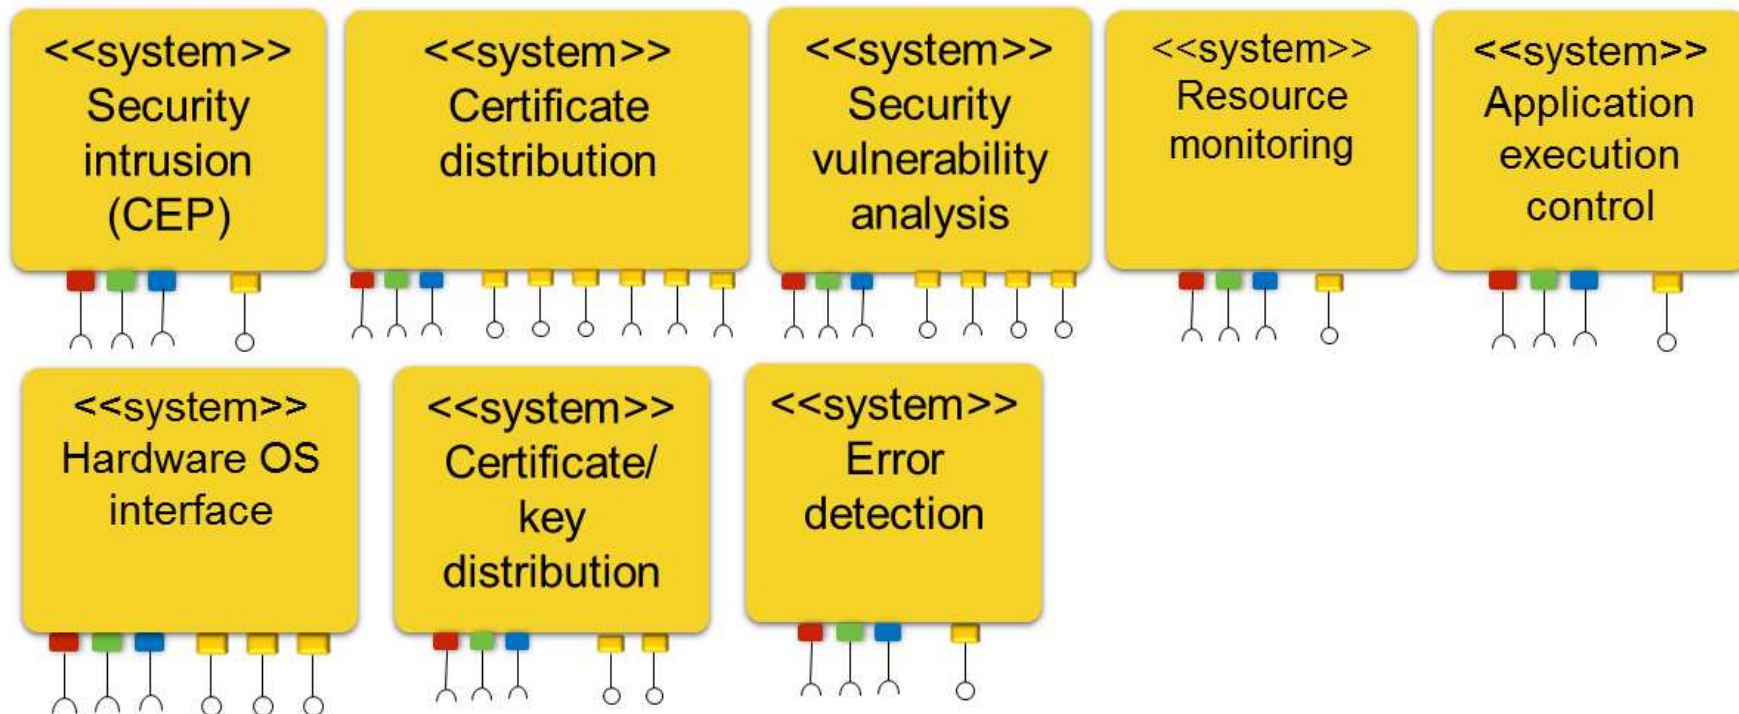 <<system>>
Security
intrusion
(CEP)
<<system>>
Certificate
distribution
<<system>>
Security
vulnerability
analysis
<<system>>
Resource
monitoring
<<system>>
Application
execution
control
<<system>>
Hardware OS
interface
<<system>>
Certificate/
key
distribution
<<system>>
Error
detection